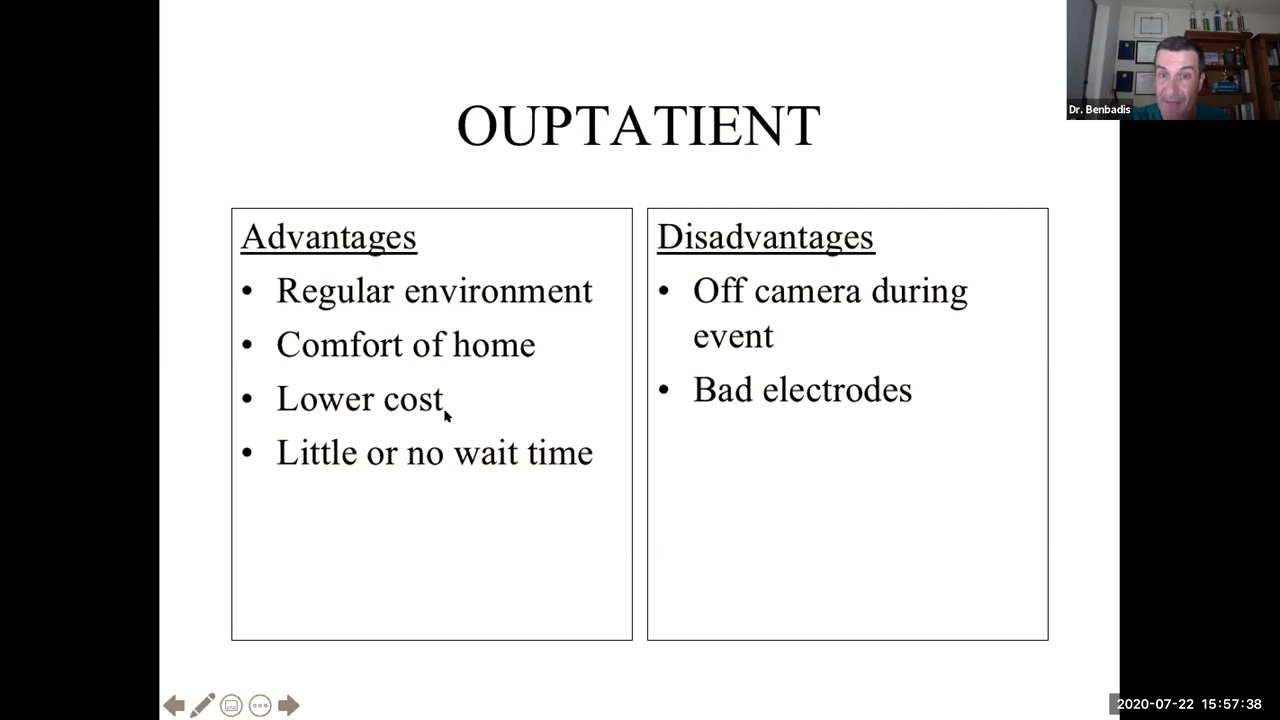 Dr. Benbadis
OUPTATIENT
Advantages
• Regular environment
• Comfort of home
• Lower cost
• Little or no wait time
Disadvantages
• Off camera during
event
• Bad electrodes
2020-07-22 15:57:38